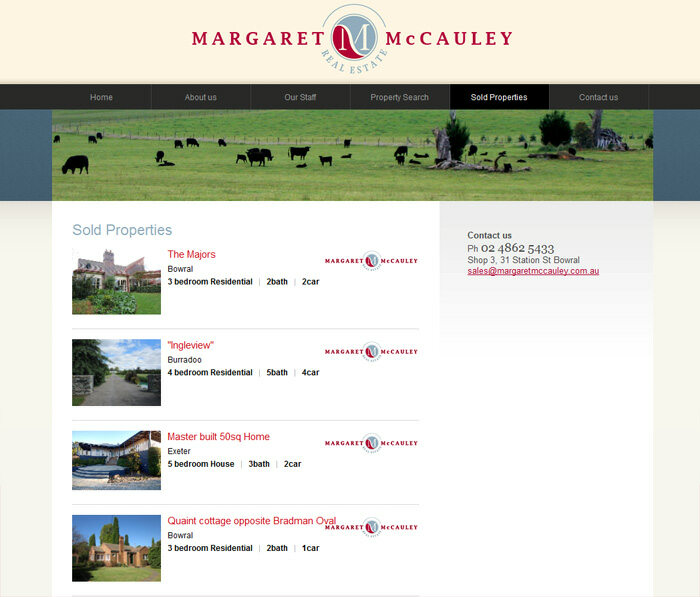 MARGARET M McCAULEY
REAL ESTATE
Home About us Our Staff Property Search Sold Properties Contact us
Sold Properties
The Majors
MARGARET M McCAULEY
Bowral
3 bedroom Residential | 2bath | 2car
"Ingleview"
MARGARET M McCAULEY
Burradoo
4 bedroom Residential | 5bath | 4car
Master built 50sq Home
MARGARET M McCAULEY
Exeter
5 bedroom House | 3bath | 2car
Quaint cottage opposite Bradman Oval
MARGARET M McCAULEY
Bowral
3 bedroom Residential | 2bath | 1car
Contact us
Ph 02 4862 5433
Shop 3, 31 Station St Bowral
sales@margaretmccauley.com.au